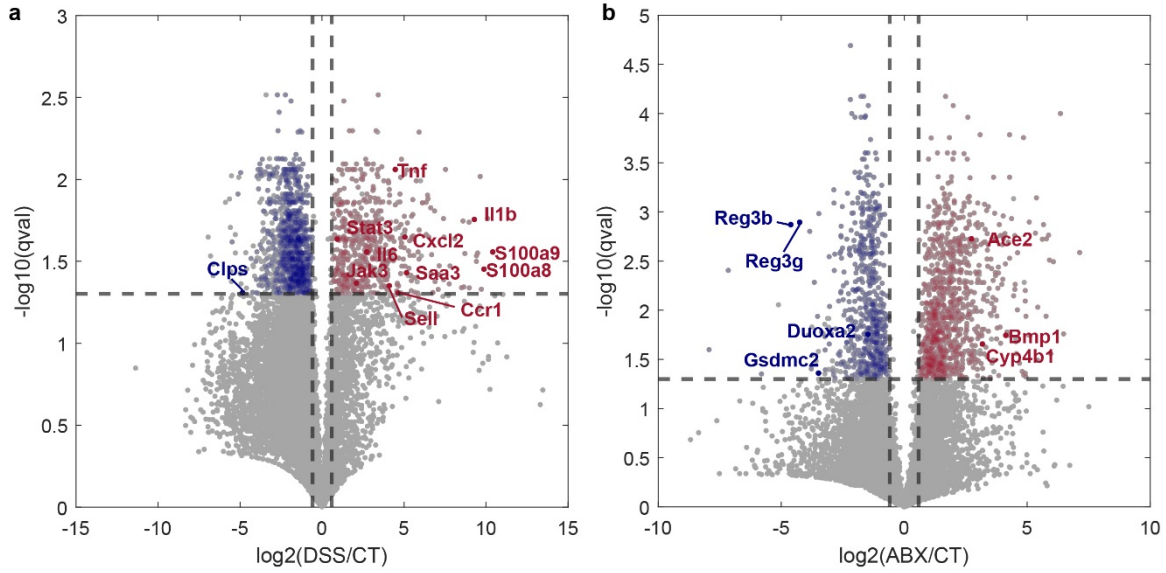 a
3
2.5
2
1.5
1
0.5
0
-log10(qval)
-15
-10
-5
0
5
10
15
log2(DSS/CT)
Tnf
Il1b
Stat3
Cxcl2
Il6
S100a9
Jak3
Saa3
S100a8
Clps
Sell
Ccr1
b
5
4.5
4
3.5
3
2.5
2
1.5
1
0.5
0
-log10(qval)
-10
-5
0
5
10
log2(ABX/CT)
Reg3b
Reg3g
Ace2
Duoxa2
Bmp1
Gsdmc2
Cyp4b1